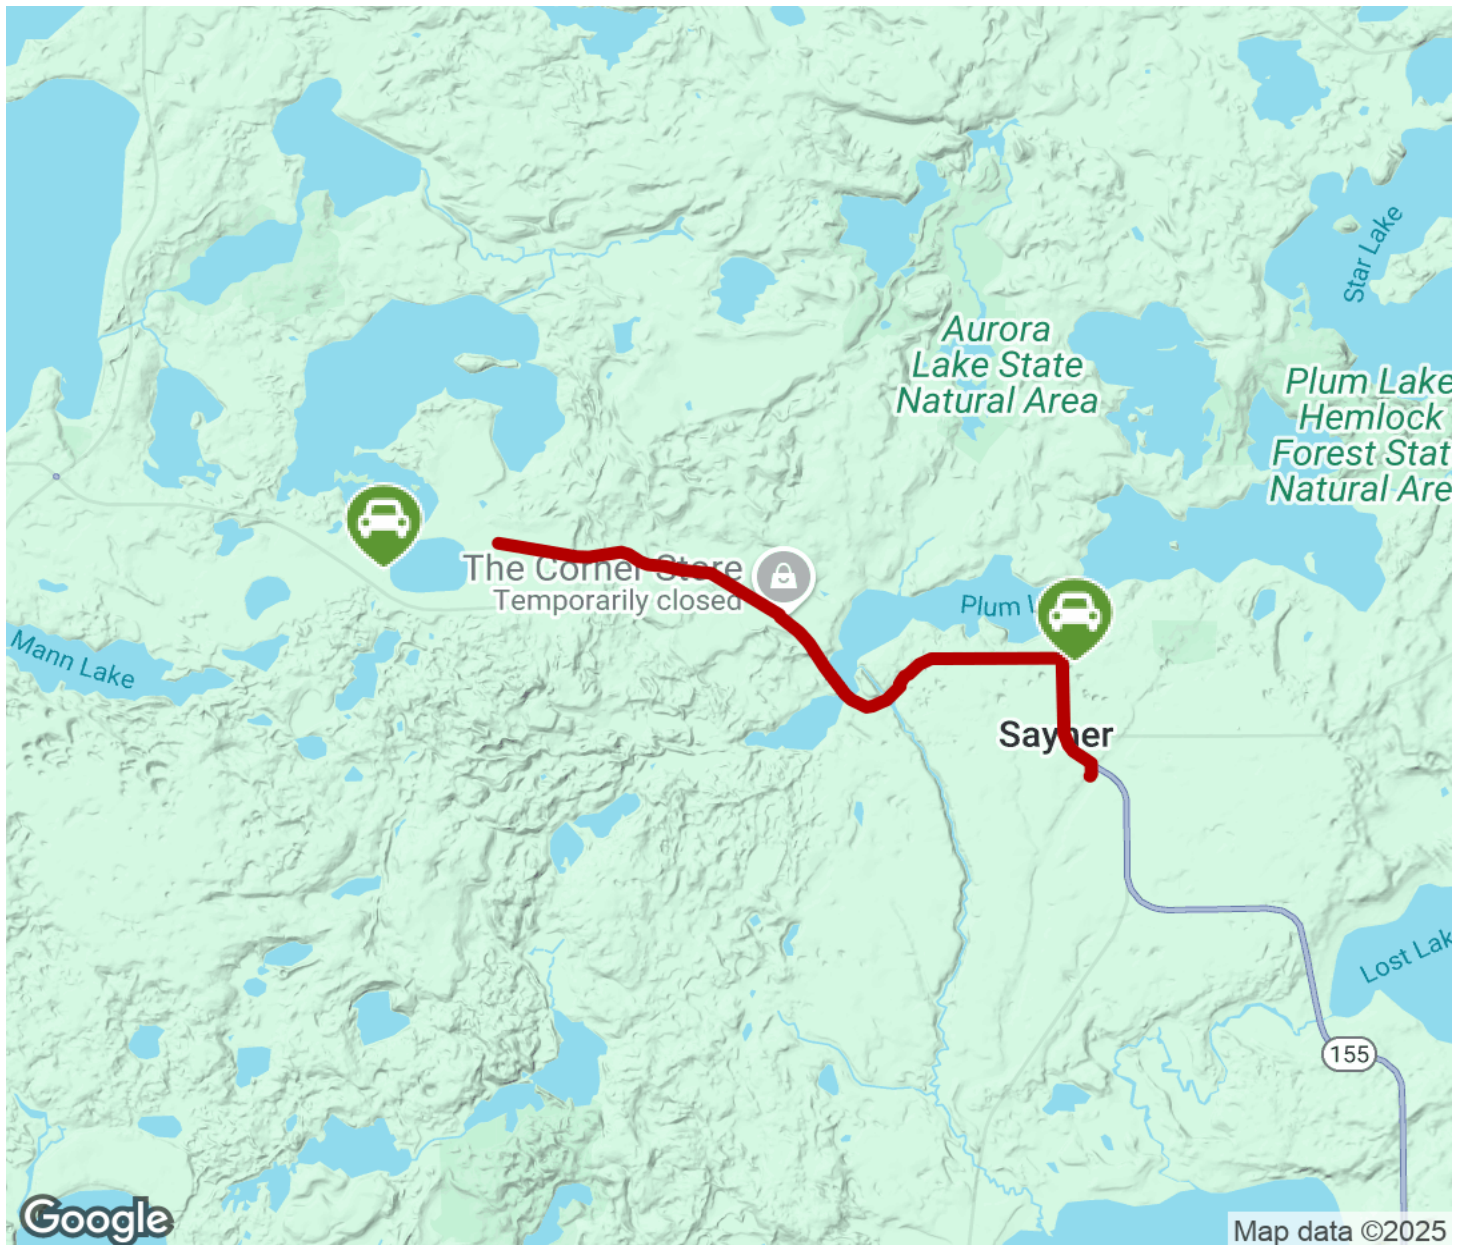 Star Lake
Aurora
Lake State
Natural Area
Plum Lake
Hemlock
Forest Stat
Natural Are
The Corner Store
Temporarily closed
Plum L
Mann Lake
Sayner
Lost Lak
155
Google
Map data ©2025